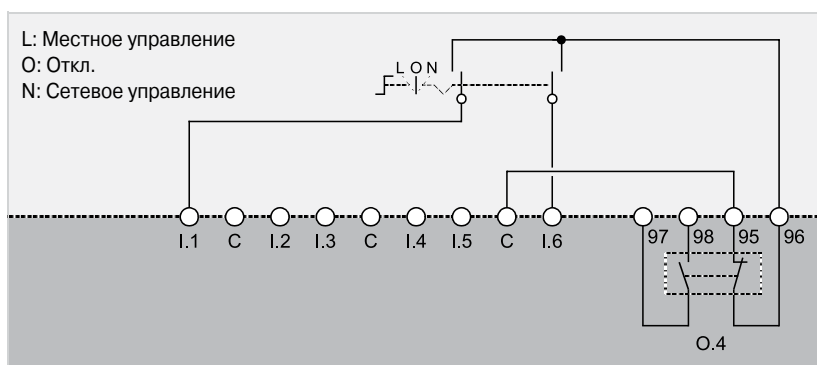 L: Местное управление
O: Откл.
N: Сетевое управление
L O N
I.1 C I.2 I.3 C I.4 I.5 C I.6 97 98 95 96
O.4